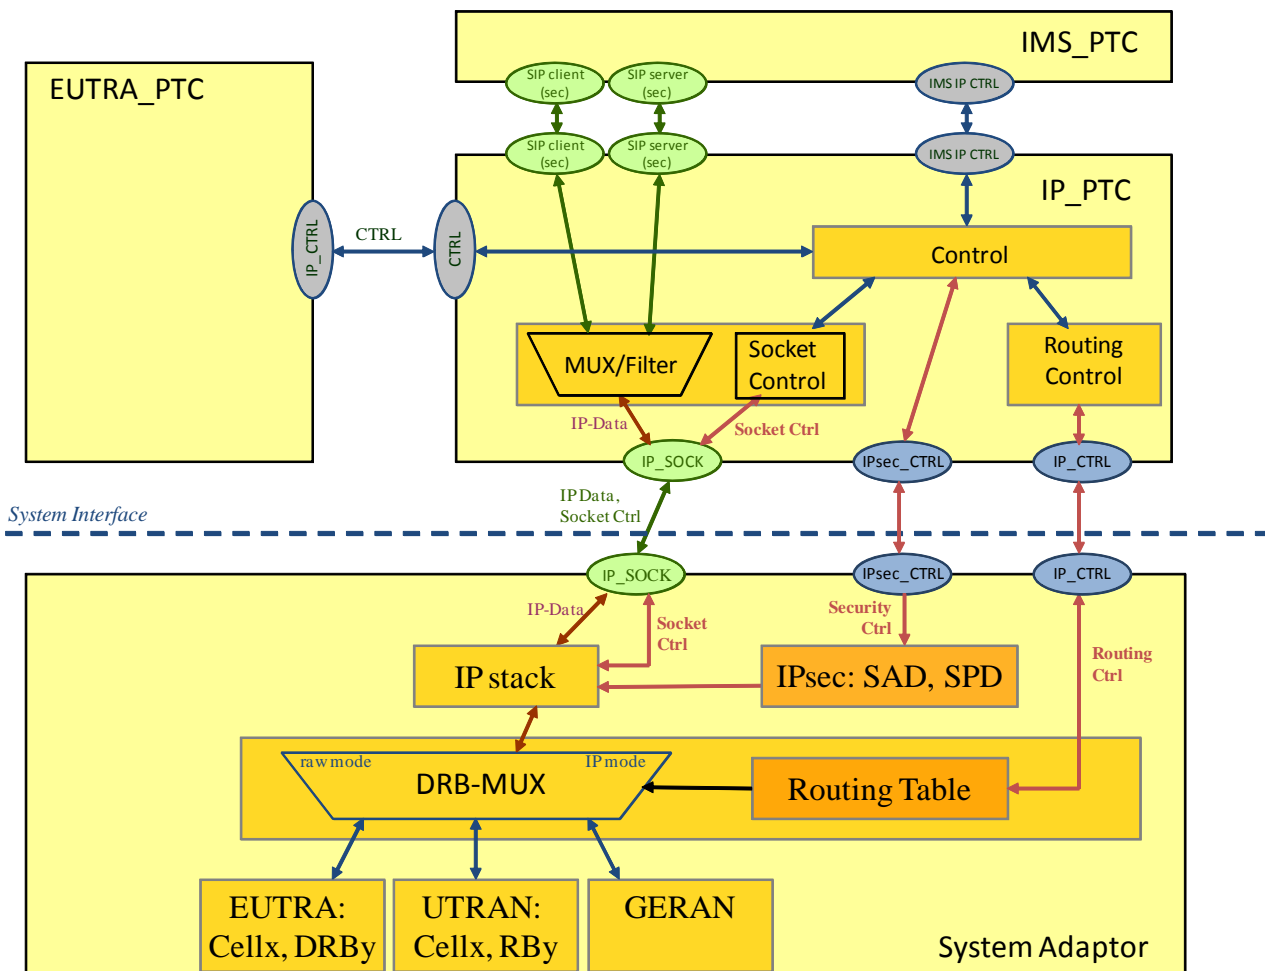 IMS_PTC
EUTRA_PTC
SIP client
(sec)
SIP server
(sec)
IMS IP CTRL
SIP client
(sec)
SIP server
(sec)
IMS IP CTRL
IP_PTC
IP_CTRL
CTRL
CTRL
Control
MUX/Filter
Socket
Control
Routing
Control
IP-Data
Socket Ctrl
IP_SOCK
IPsec_CTRL
IP_CTRL
IP Data,
Socket Ctrl
System Interface
IP_SOCK
IPsec_CTRL
IP_CTRL
IP-Data
Socket
Ctrl
Security
Ctrl
Routing
Ctrl
IP stack
IPsec: SAD, SPD
raw mode
IP mode
DRB-MUX
Routing Table
EUTRA:
Cellx, DRBy
UTRAN:
Cellx, RBy
GERAN
System Adaptor